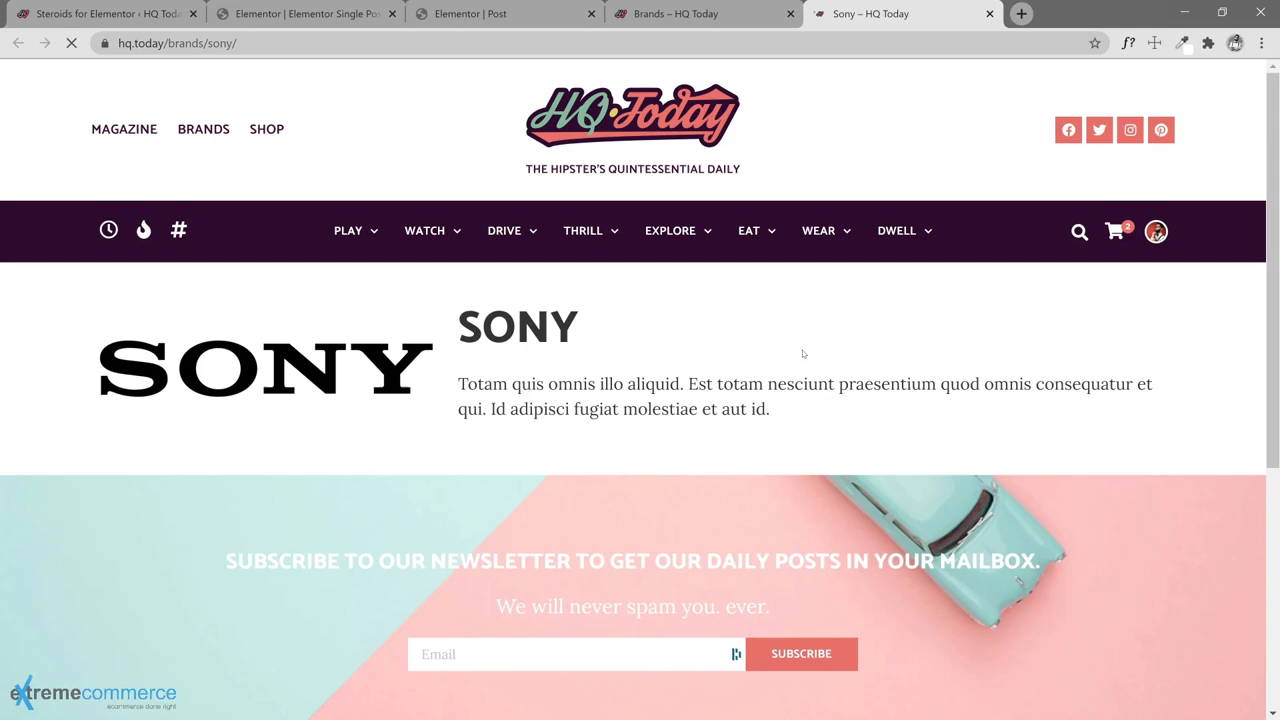 Steroids for Elementor ‹ HQ Toda
Elementor | Elementor Single Pos
Elementor | Post
Brands – HQ Today
Sony – HQ Today
hq.today/brands/sony/
f?
MAGAZINE
BRANDS
SHOP
HQ Today
THE HIPSTER'S QUINTESSENTIAL DAILY
PLAY
WATCH
DRIVE
THRILL
EXPLORE
EAT
WEAR
DWELL
2
SONY
SONY
Totam quis omnis illo aliquid. Est totam nesciunt praesentium quod omnis consequatur et
qui. Id adipisci fugiat molestiae et aut id.
SUBSCRIBE TO OUR NEWSLETTER TO GET OUR DAILY POSTS IN YOUR MAILBOX.
We will never spam you. ever.
Email
SUBSCRIBE
extremecommerce
ecommerce done right